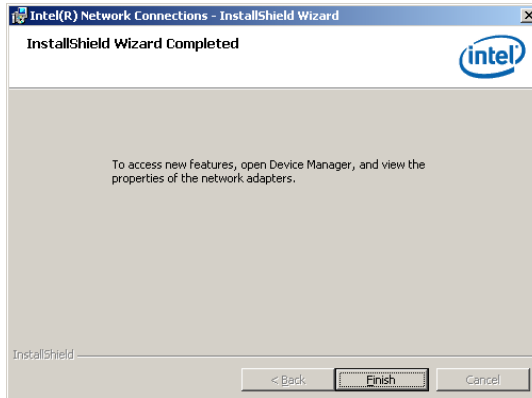 Intel(R) Network Connections - InstallShield Wizard
InstallShield Wizard Completed
intel
To access new features, open Device Manager, and view the
properties of the network adapters.
InstallShield
< Back
Finish
Cancel